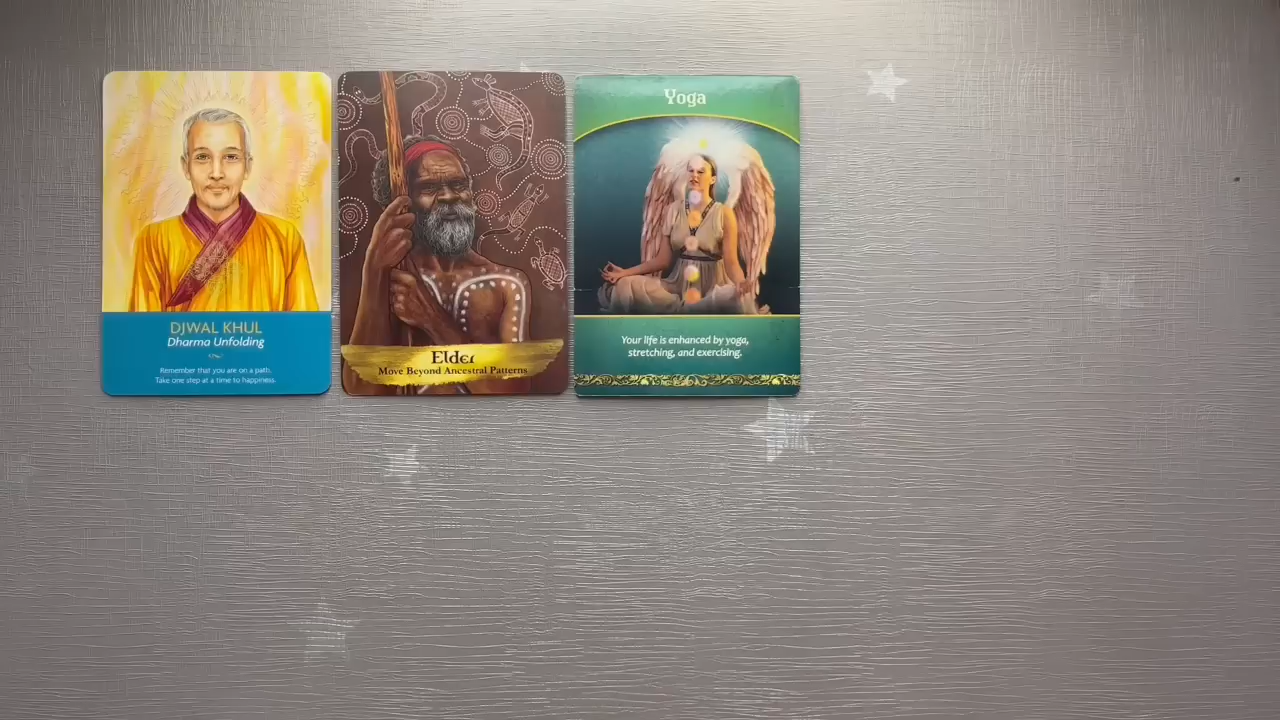 DJWAL KHUL
Dharma Unfolding
Remember that you are on a path.
Take one step at a time to happiness.
Elder
Move Beyond Ancestral Patterns
Yoga
Your life is enhanced by yoga,
stretching, and exercising.